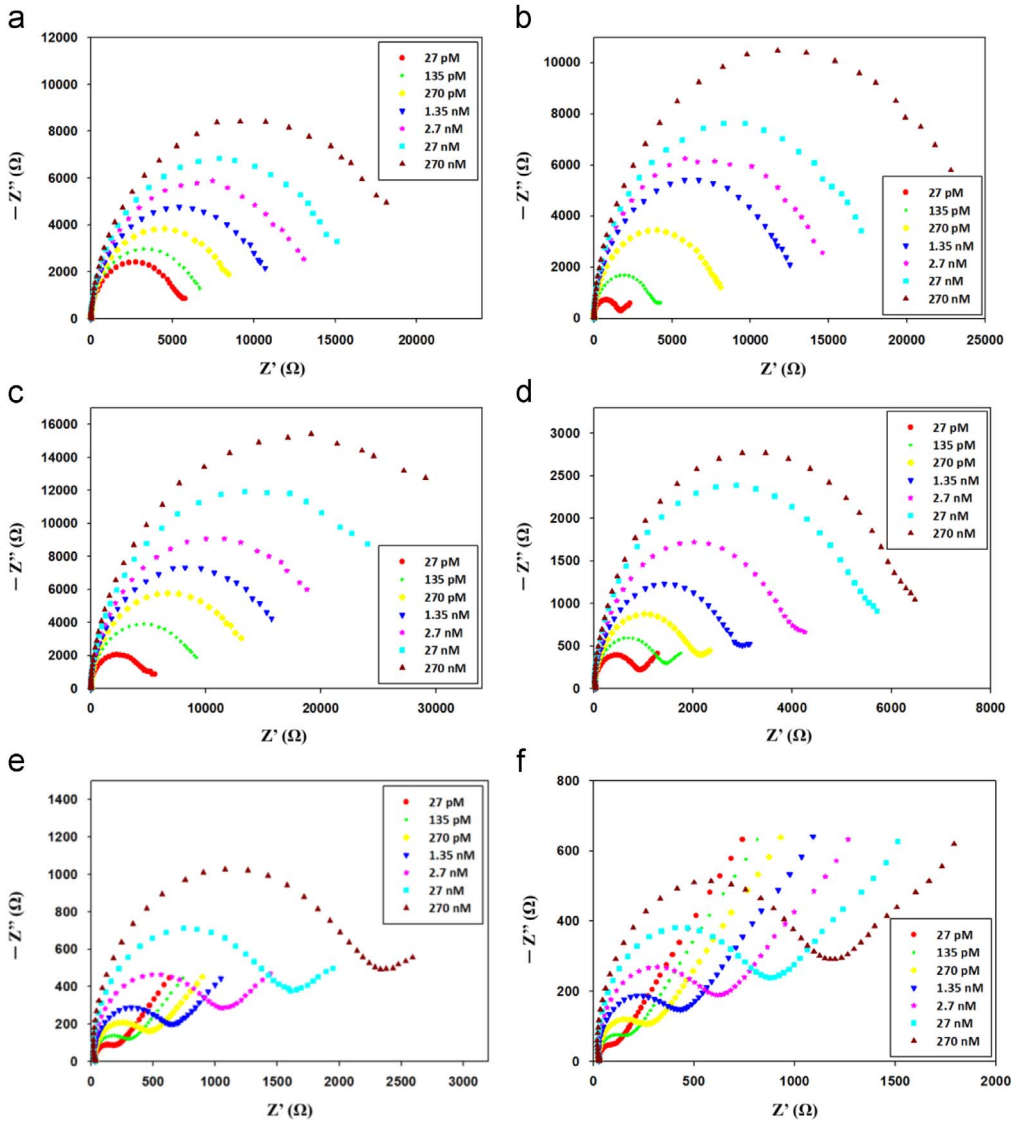 a
12000
10000
8000
6000
4000
2000
0
0 5000 10000 15000 20000
Z' (Ω)
– Z'' (Ω)
27 pM
135 pM
270 pM
1.35 nM
2.7 nM
27 nM
270 nM
b
10000
8000
6000
4000
2000
0
0 5000 10000 15000 20000 25000
Z' (Ω)
– Z'' (Ω)
27 pM
135 pM
270 pM
1.35 nM
2.7 nM
27 nM
270 nM
c
16000
14000
12000
10000
8000
6000
4000
2000
0
0 10000 20000 30000
Z' (Ω)
– Z'' (Ω)
27 pM
135 pM
270 pM
1.35 nM
2.7 nM
27 nM
270 nM
d
3000
2500
2000
1500
1000
500
0
0 2000 4000 6000 8000
Z' (Ω)
– Z'' (Ω)
27 pM
135 pM
270 pM
1.35 nM
2.7 nM
27 nM
270 nM
e
1400
1200
1000
800
600
400
200
0
0 500 1000 1500 2000 2500 3000
Z' (Ω)
– Z'' (Ω)
27 pM
135 pM
270 pM
1.35 nM
2.7 nM
27 nM
270 nM
f
800
600
400
200
0
0 500 1000 1500 2000
Z' (Ω)
– Z'' (Ω)
27 pM
135 pM
270 pM
1.35 nM
2.7 nM
27 nM
270 nM